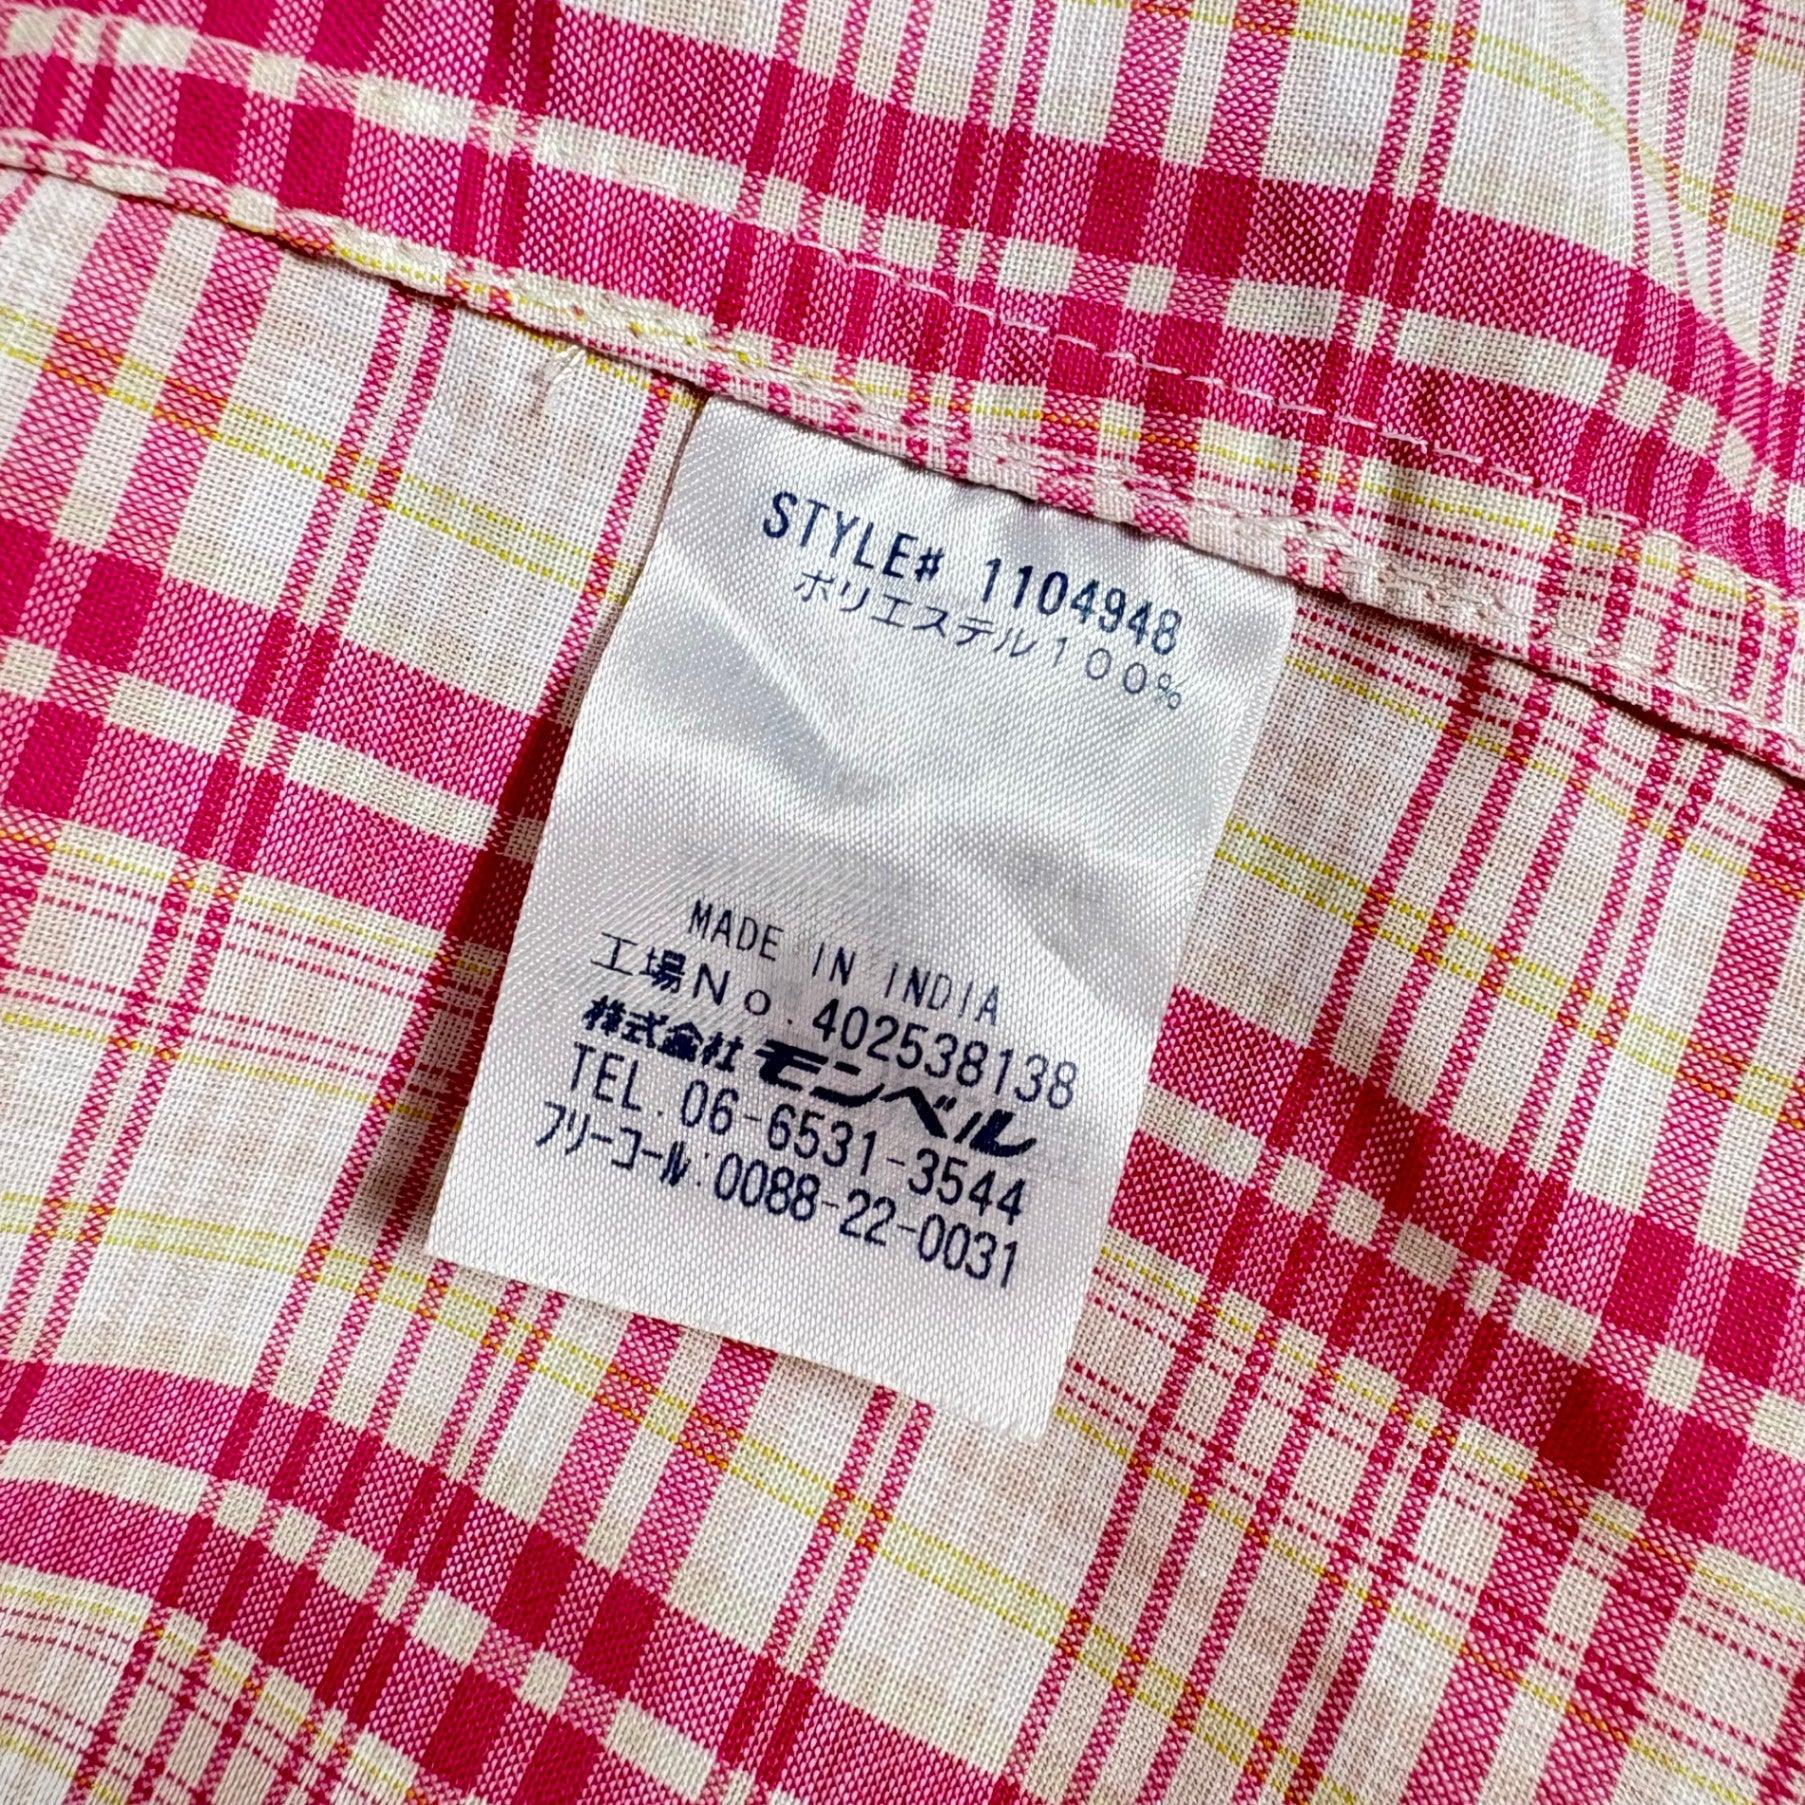 STYLE# 1104948
ポリエステル100%
MADE IN INDIA
工場No.402538138
株式会社モンベル
TEL.06-6531-3544
フリーコール:0088-22-0031